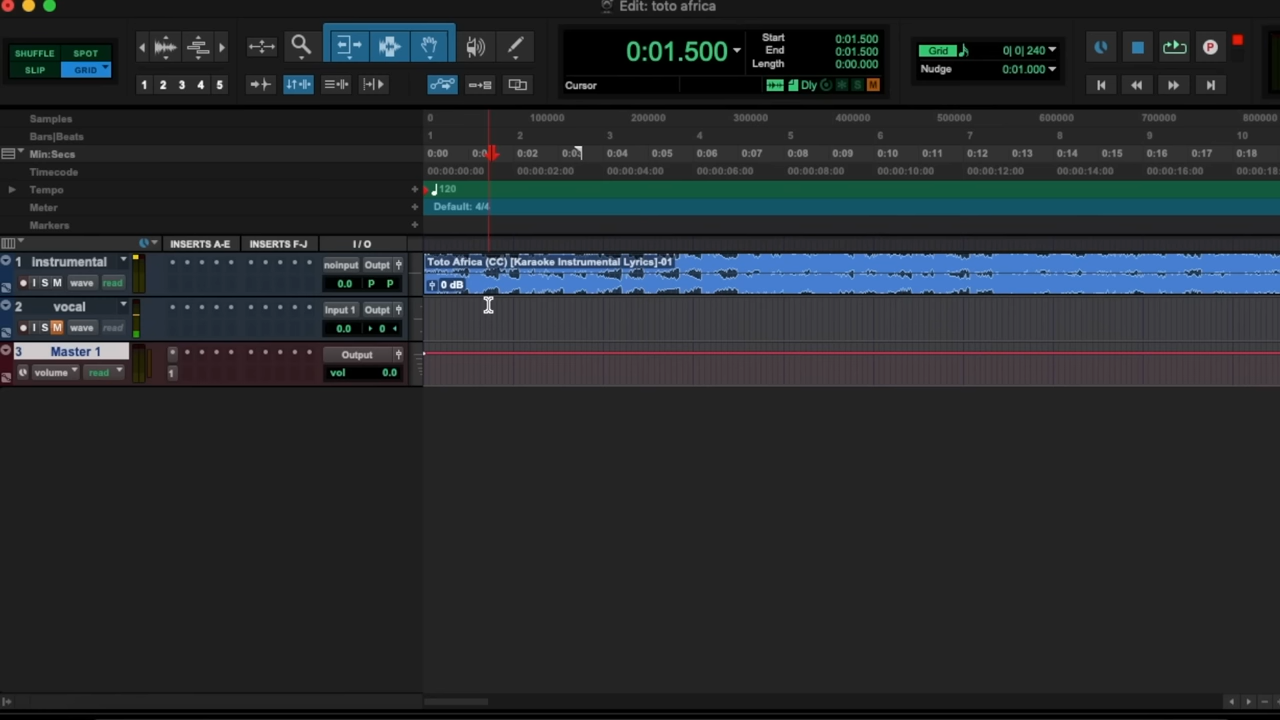 Edit: toto africa
SHUFFLE SPOT
SLIP GRID
1 2 3 4 5
0:01.500
Start 0:01.500
End 0:01.500
Length 0:00.000
Cursor
Dly S M
Grid 0| 0| 240
Nudge 0:01.000
P
Samples 0 100000 200000 300000 400000 500000 600000 700000 800000
Bars|Beats 1 2 3 4 5 6 7 8 9 10
Min:Secs 0:00 0:02 0:04 0:05 0:06 0:07 0:08 0:09 0:10 0:11 0:12 0:13 0:14 0:15 0:16 0:17 0:18
Timecode 00:00:00:00 00:00:02:00 00:00:04:00 00:00:06:00 00:00:08:00 00:00:10:00 00:00:12:00 00:00:14:00 00:00:16:00 00:00:18:
Tempo + 120
Meter + Default: 4/4
Markers +
INSERTS A-E INSERTS F-J I / O
1 instrumental noinput Outpt Toto Africa (CC) [Karaoke Instrumental Lyrics]-01
I S M wave read 0.0 P P 0 dB
2 vocal Input 1 Outpt
I S M wave read 0.0 0
3 Master 1 Output
volume read 1 vol 0.0